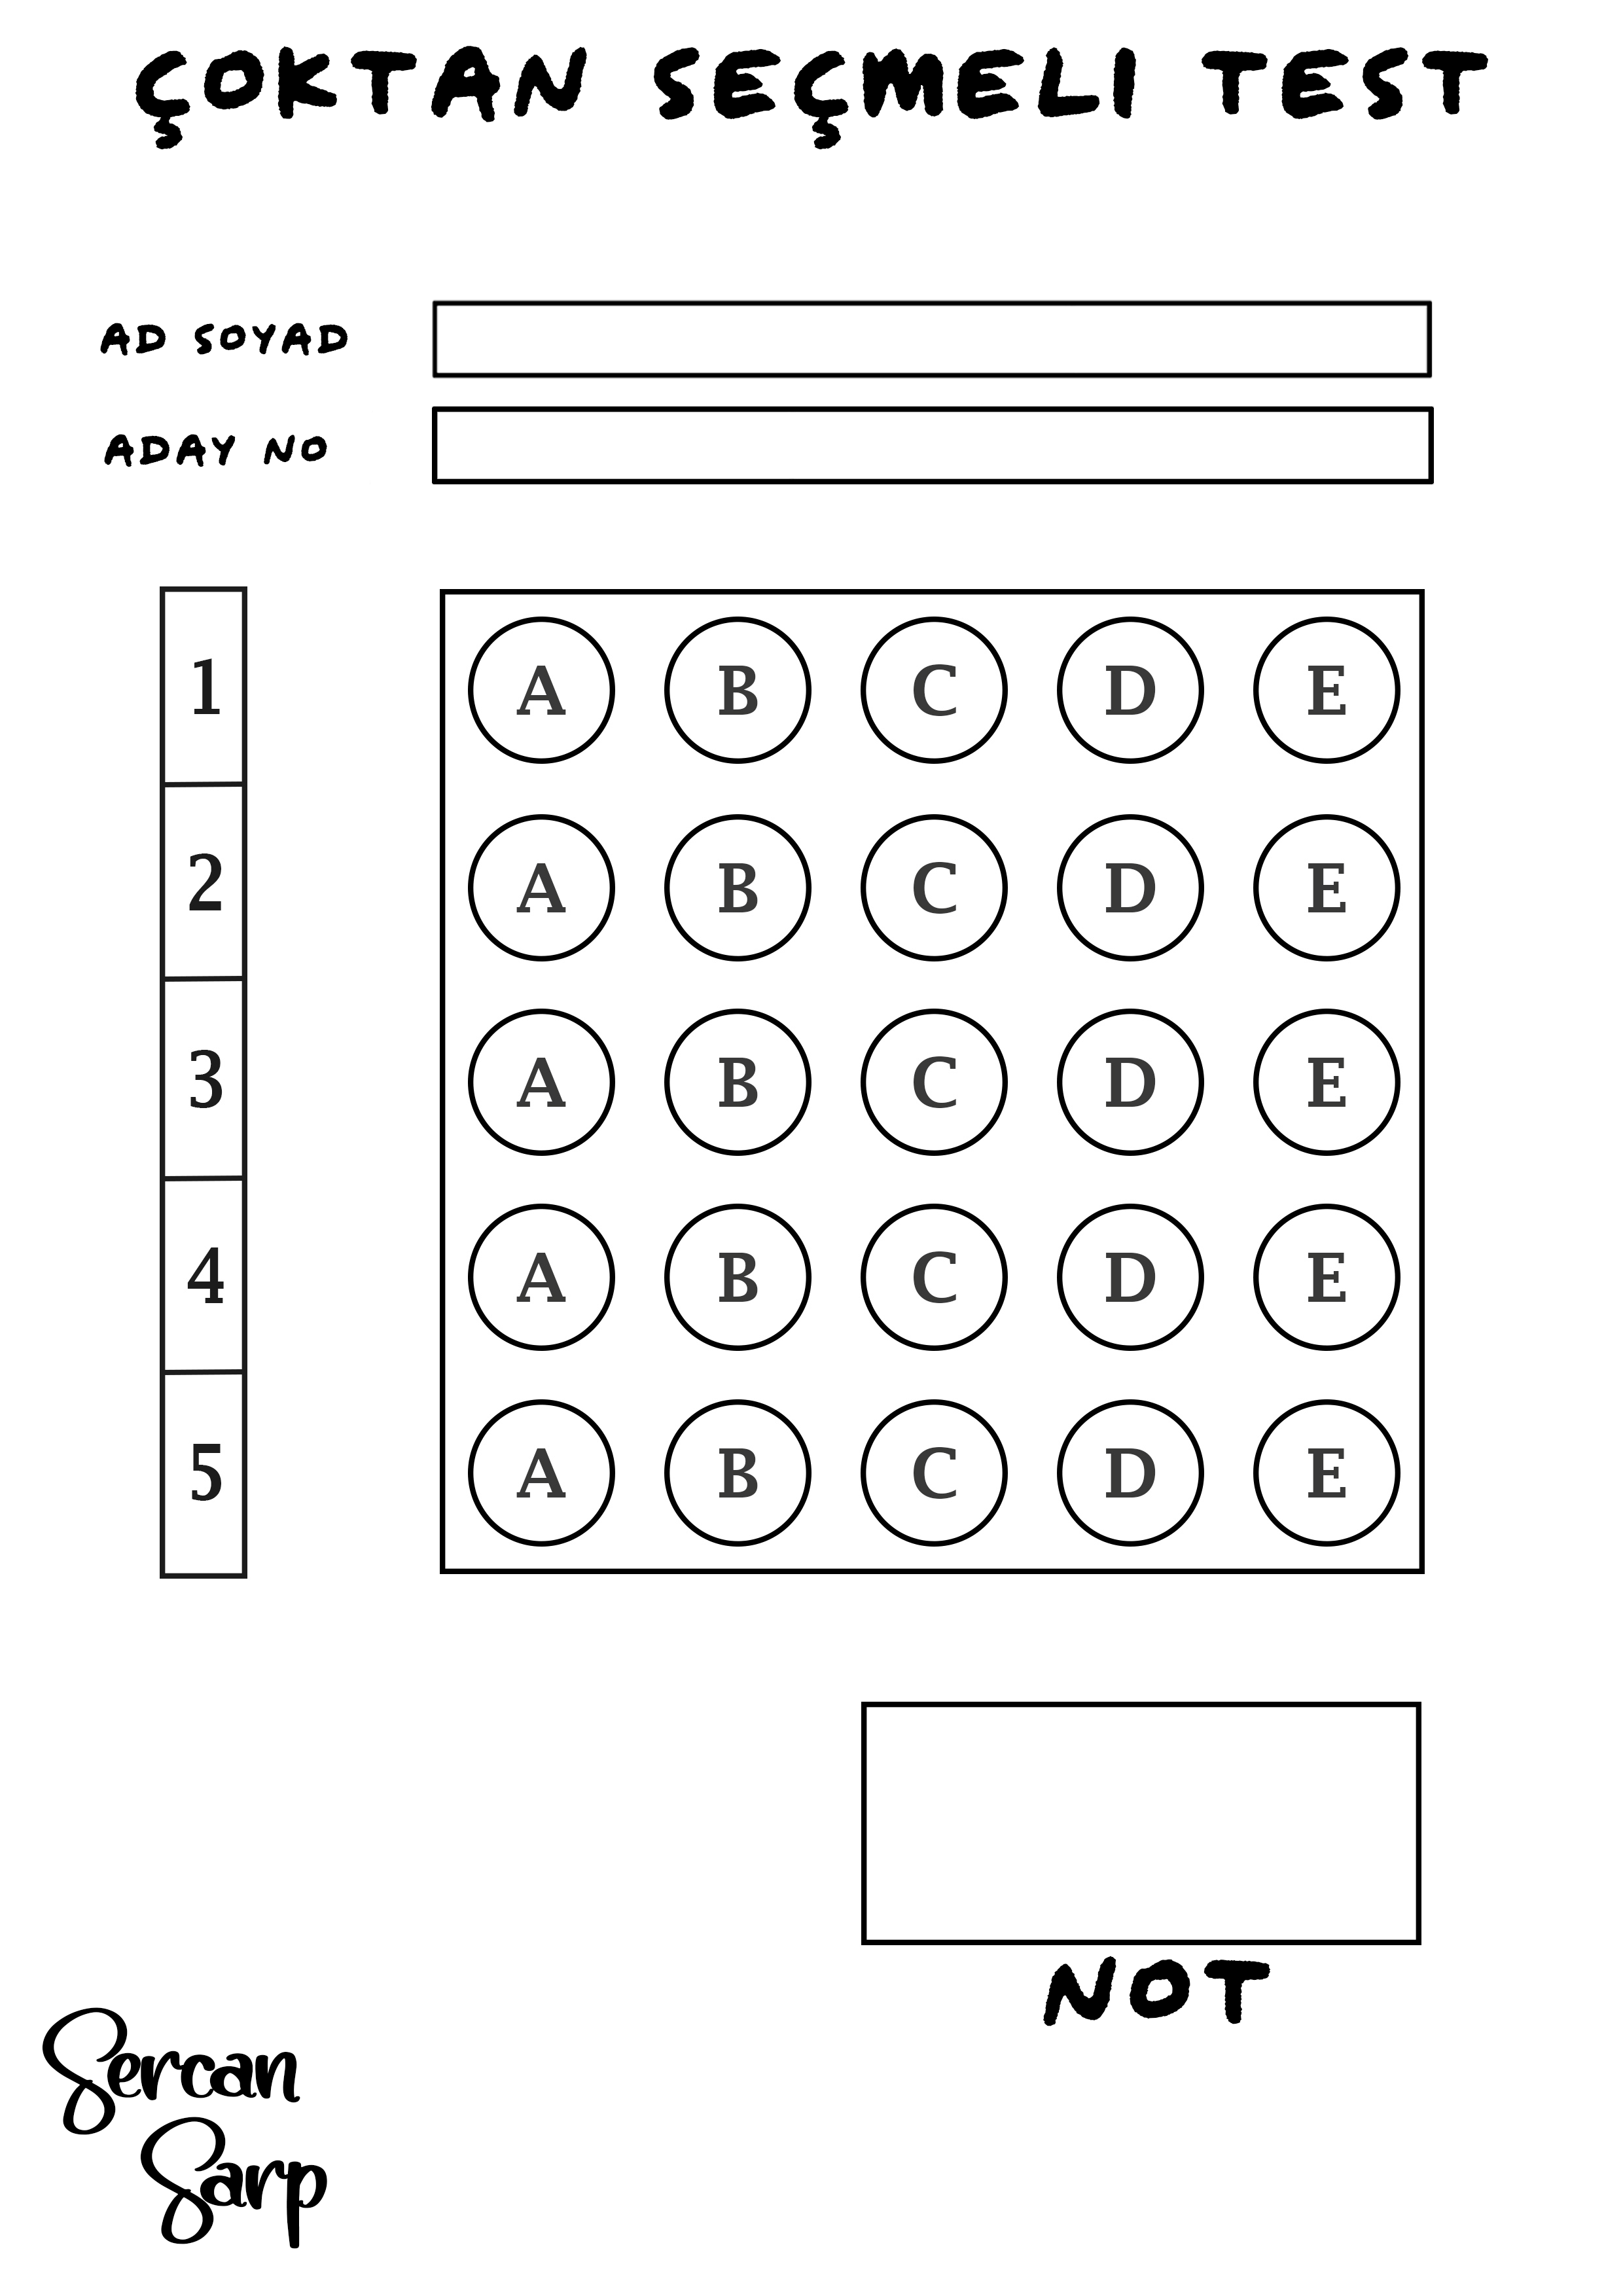 ÇOKTAN SEÇMELI TEST
AD SOYAD
ADAY NO
1 A B C D E
2 A B C D E
3 A B C D E
4 A B C D E
5 A B C D E
NOT
Sercan
Sarp